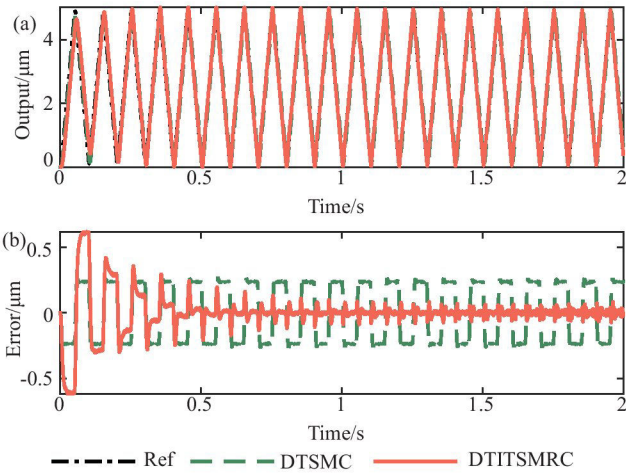 (a)
Output/μm
4
2
0
0
0.5
1
1.5
2
Time/s
(b)
Error/μm
0.5
0
-0.5
0
0.5
1
1.5
2
Time/s
Ref
DTSMC
DTITSMRC